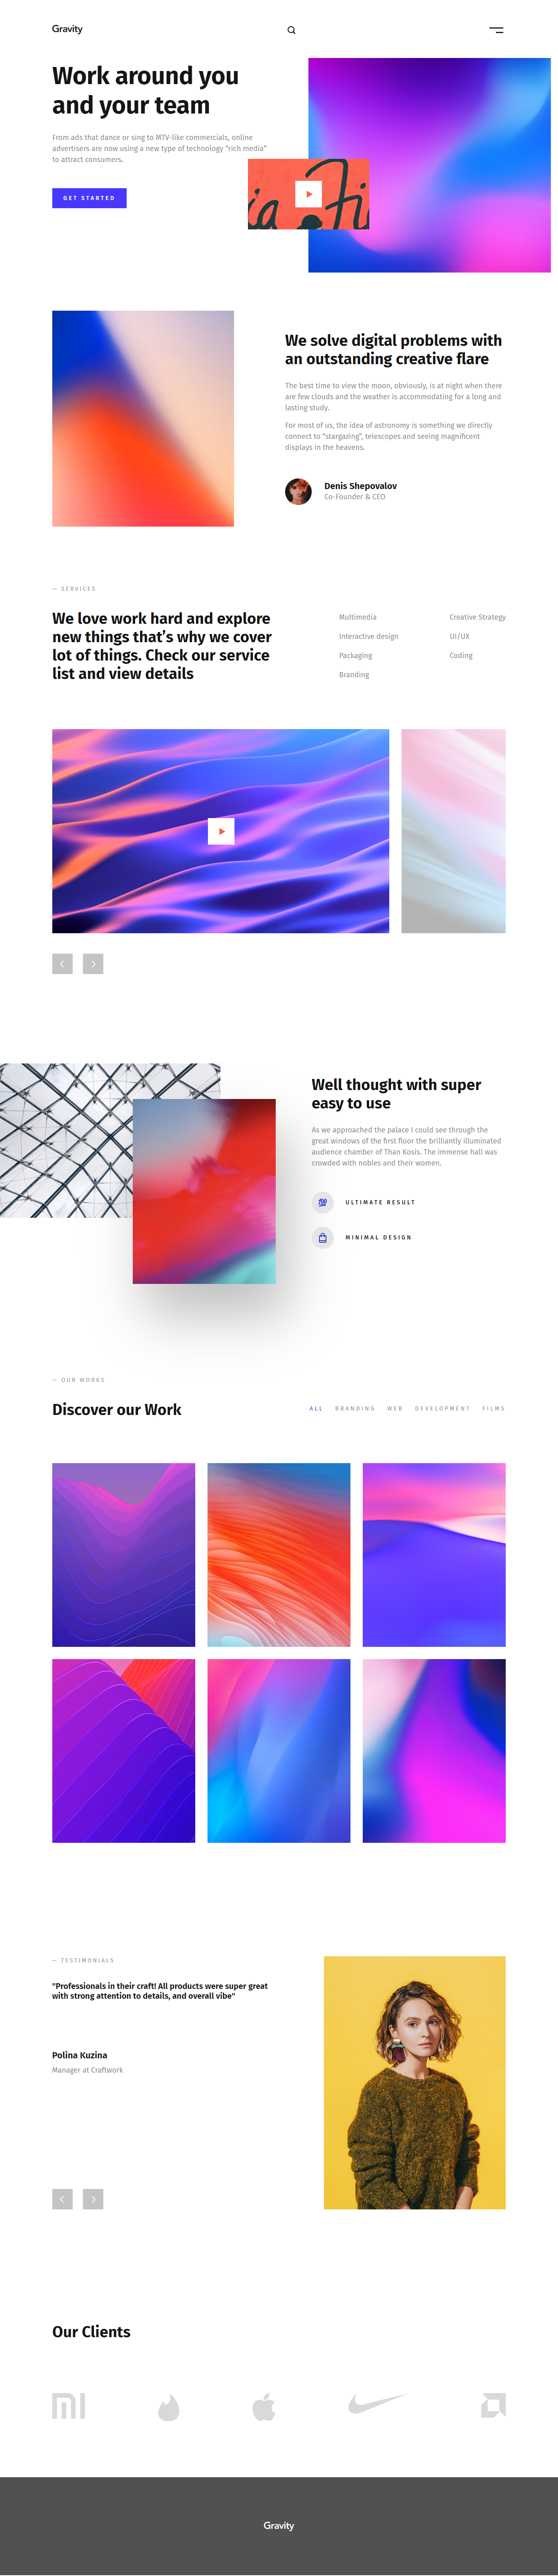 Gravity
Work around you
and your team
From ads that dance or sing to MTV-like commercials, online
advertisers are now using a new type of technology “rich media”
to attract consumers.
GET STARTED
We solve digital problems with
an outstanding creative flare
The best time to view the moon, obviously, is at night when there
are few clouds and the weather is accommodating for a long and
lasting study.
For most of us, the idea of astronomy is something we directly
connect to “stargazing”, telescopes and seeing magnificent
displays in the heavens.
Denis Shepovalov
Co-Founder & CEO
— SERVICES
We love work hard and explore
new things that’s why we cover
lot of things. Check our service
list and view details
Multimedia
Interactive design
Packaging
Branding
Creative Strategy
UI/UX
Coding
Well thought with super
easy to use
As we approached the palace I could see through the
great windows of the first floor the brilliantly illuminated
audience chamber of Than Kosis. The immense hall was
crowded with nobles and their women.
ULTIMATE RESULT
MINIMAL DESIGN
— OUR WORKS
Discover our Work
ALL BRANDING WEB DEVELOPMENT FILMS
— TESTIMONIALS
"Professionals in their craft! All products were super great
with strong attention to details, and overall vibe"
Polina Kuzina
Manager at Craftwork
Our Clients
Gravity